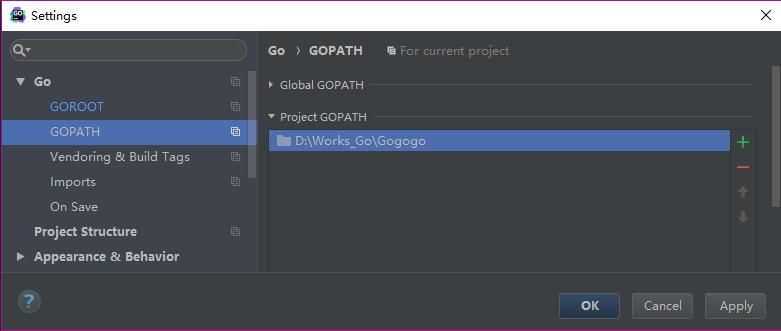 Settings
Go
GOROOT
GOPATH
Vendoring & Build Tags
Imports
On Save
Project Structure
Appearance & Behavior
Go › GOPATH For current project
Global GOPATH
Project GOPATH
D:\Works_Go\Gogogo
?
OK
Cancel
Apply